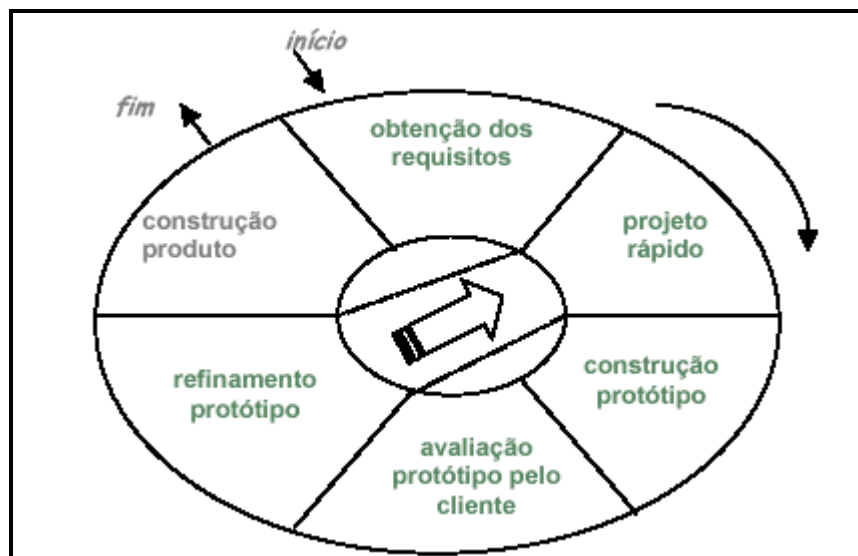 início
fim
obtenção dos
requisitos
projeto
rápido
construção
protótipo
avaliação
protótipo pelo
cliente
refinamento
protótipo
construção
produto